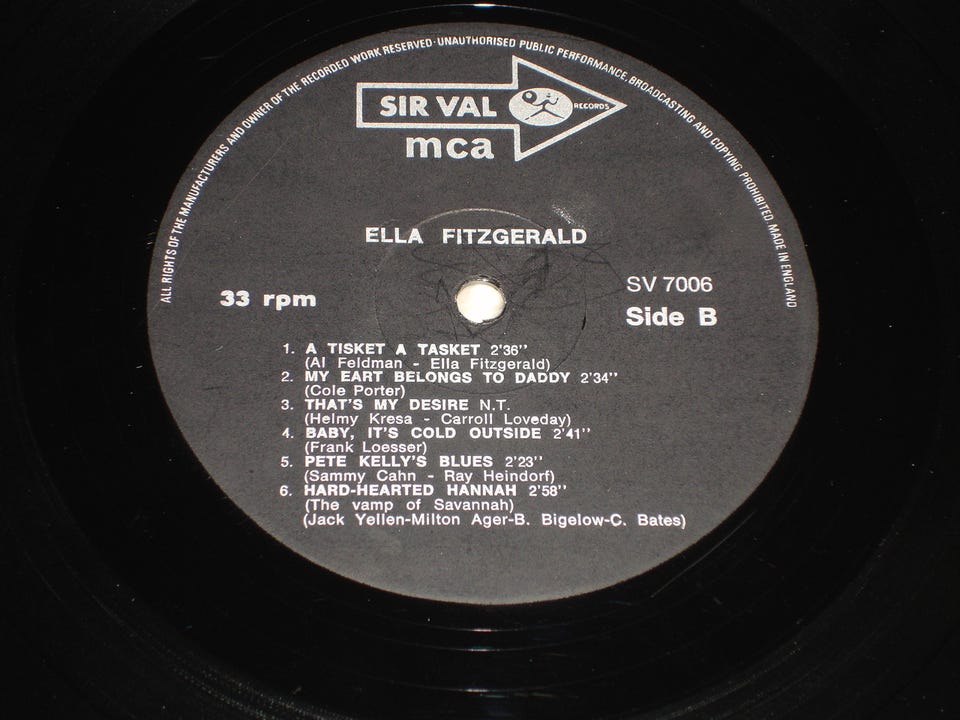 ALL RIGHTS OF THE MANUFACTURERS AND OWNER OF THE RECORDED WORK RESERVED·UNAUTHORISED PUBLIC PERFORMANCE, BROADCASTING AND COPYING PROHIBITED. MADE IN ENGLAND
SIR VAL RECORDS
mca
ELLA FITZGERALD
33 rpm
SV 7006
Side B
1. A TISKET A TASKET 2'36''
(Al Feldman - Ella Fitzgerald)
2. MY EART BELONGS TO DADDY 2'34''
(Cole Porter)
3. THAT'S MY DESIRE N.T.
(Helmy Kresa - Carroll Loveday)
4. BABY, IT'S COLD OUTSIDE 2'41''
(Frank Loesser)
5. PETE KELLY'S BLUES 2'23''
(Sammy Cahn - Ray Heindorf)
6. HARD-HEARTED HANNAH 2'58''
(The vamp of Savannah)
(Jack Yellen-Milton Ager-B. Bigelow-C. Bates)